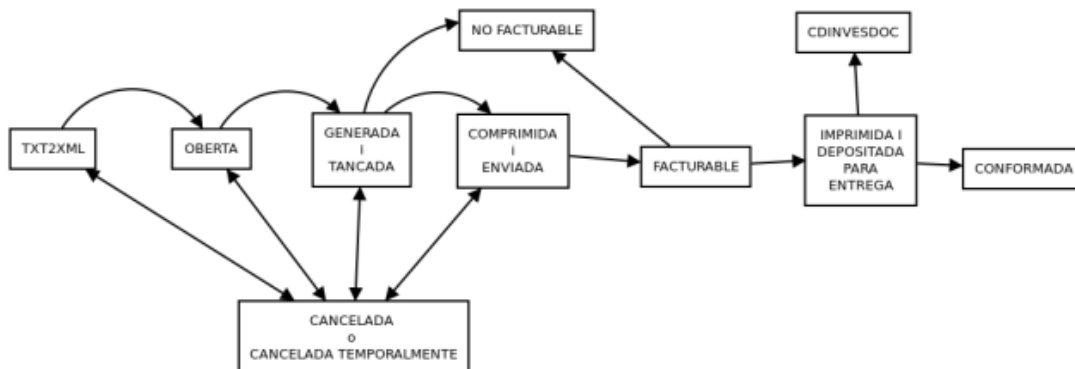 NO FACTURABLE
CDINVESDOC
TXT2XML
OBERTA
GENERADA
I
TANCADA
COMPRIMIDA
i
ENVIADA
FACTURABLE
IMPRIMIDA I
DEPOSITADA
PARA
ENTREGA
CONFORMADA
CANCELADA
o
CANCELADA TEMPORALMENTE